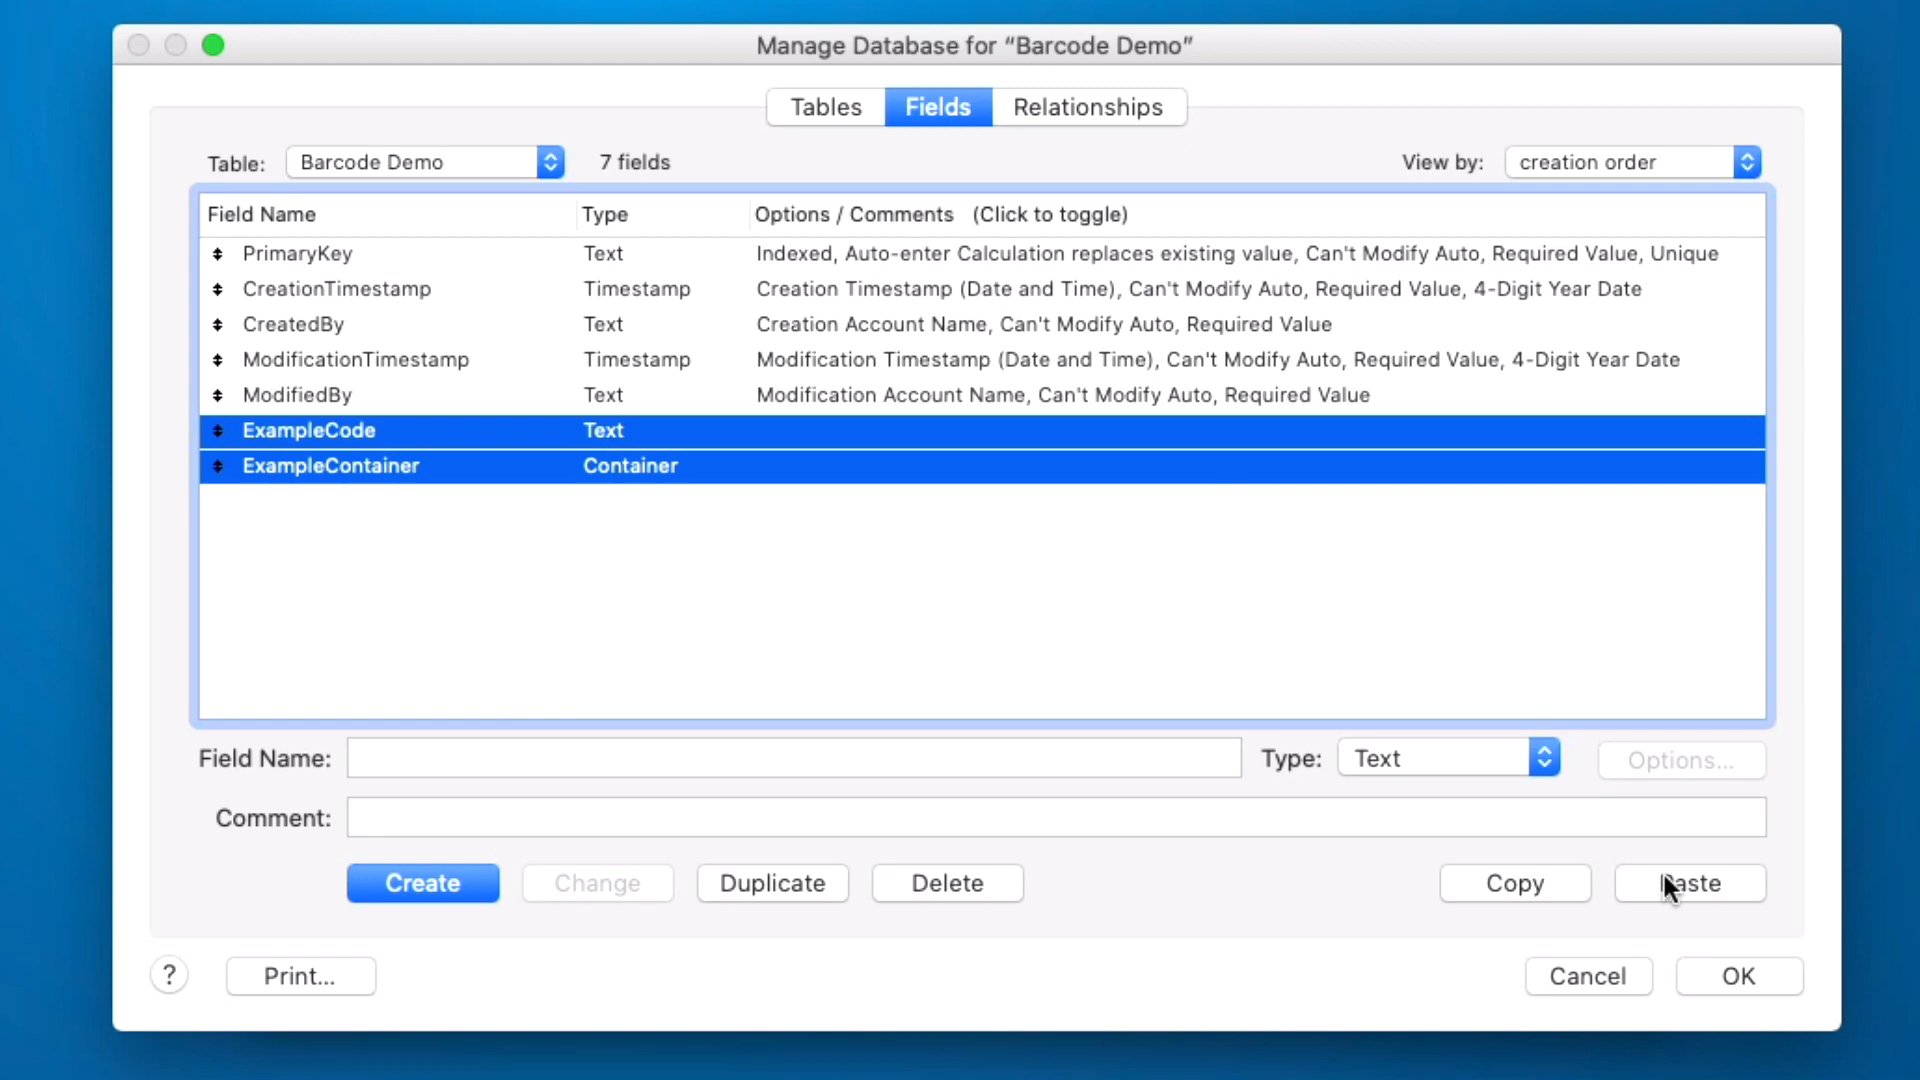 Manage Database for “Barcode Demo”
Tables Fields Relationships
Table: Barcode Demo 7 fields View by: creation order
Field Name Type Options / Comments (Click to toggle)
PrimaryKey Text Indexed, Auto-enter Calculation replaces existing value, Can't Modify Auto, Required Value, Unique
CreationTimestamp Timestamp Creation Timestamp (Date and Time), Can't Modify Auto, Required Value, 4-Digit Year Date
CreatedBy Text Creation Account Name, Can't Modify Auto, Required Value
ModificationTimestamp Timestamp Modification Timestamp (Date and Time), Can't Modify Auto, Required Value, 4-Digit Year Date
ModifiedBy Text Modification Account Name, Can't Modify Auto, Required Value
ExampleCode Text
ExampleContainer Container
Field Name: Type: Text Options...
Comment:
Create Change Duplicate Delete Copy Paste
? Print... Cancel OK